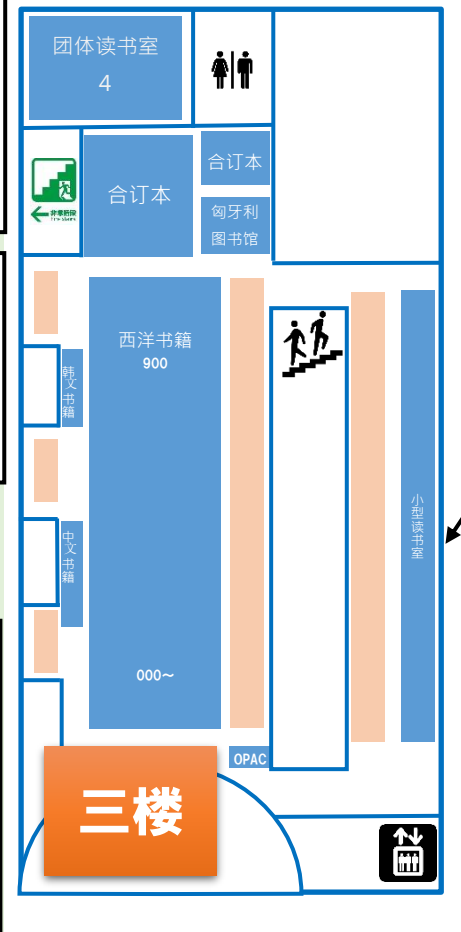 团体读书室
4
合订本
合订本
匈牙利
图书馆
西洋书籍
900
韩文书籍
中文书籍
小型读书室
000～
OPAC
三楼